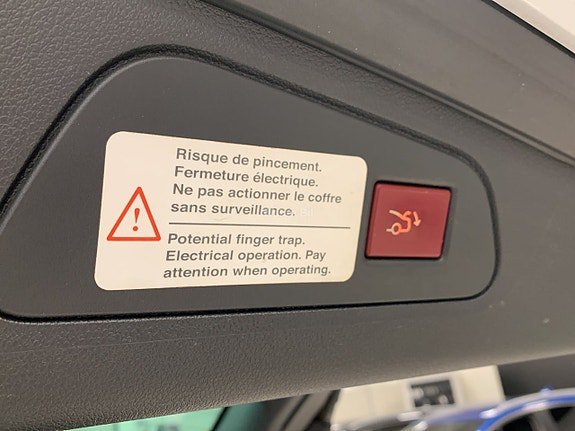 Risque de pincement.
Fermeture électrique.
Ne pas actionner le coffre
sans surveillance.
Potential finger trap.
Electrical operation. Pay
attention when operating.